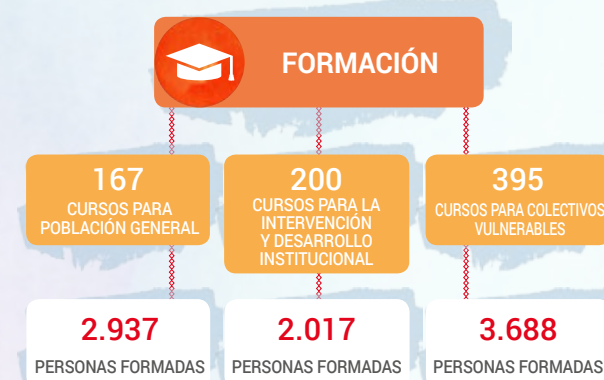 FORMACIÓN
167
CURSOS PARA
POBLACIÓN GENERAL
200
CURSOS PARA LA
INTERVENCIÓN
Y DESARROLLO
INSTITUCIONAL
395
CURSOS PARA COLECTIVOS
VULNERABLES
2.937
PERSONAS FORMADAS
2.017
PERSONAS FORMADAS
3.688
PERSONAS FORMADAS